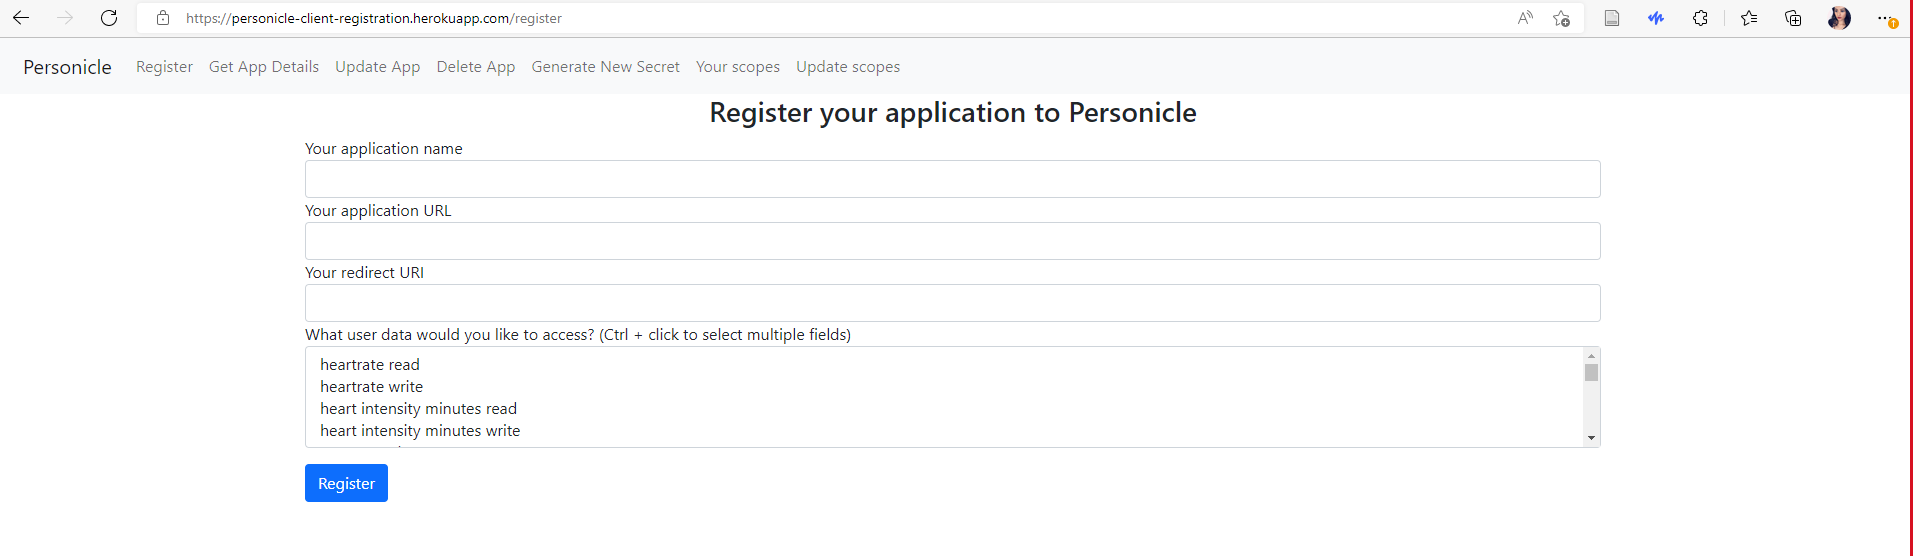 https://personicle-client-registration.herokuapp.com/register
Personicle Register Get App Details Update App Delete App Generate New Secret Your scopes Update scopes
Register your application to Personicle
Your application name
Your application URL
Your redirect URI
What user data would you like to access? (Ctrl + click to select multiple fields)
heartrate read
heartrate write
heart intensity minutes read
heart intensity minutes write
Register